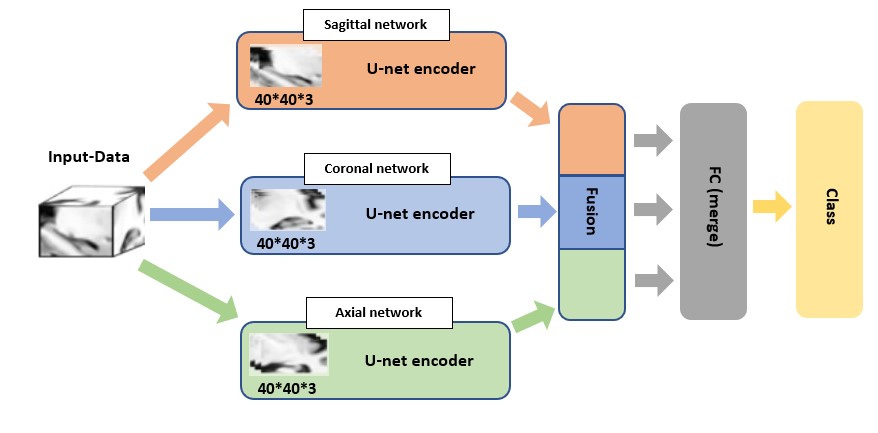 Sagittal network
U-net encoder
40*40*3
Input-Data
Coronal network
U-net encoder
40*40*3
Axial network
U-net encoder
40*40*3
Fusion
FC (merge)
Class